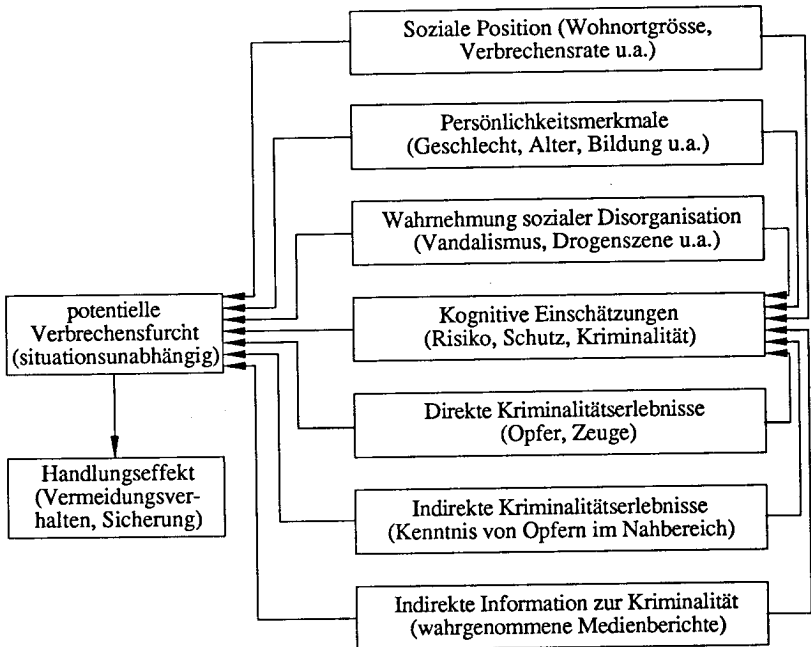 Soziale Position (Wohnortgrösse,
Verbrechensrate u.a.)
Persönlichkeitsmerkmale
(Geschlecht, Alter, Bildung u.a.)
Wahrnehmung sozialer Disorganisation
(Vandalismus, Drogenszene u.a.)
potentielle
Verbrechensfurcht
(situationsunabhängig)
Kognitive Einschätzungen
(Risiko, Schutz, Kriminalität)
Direkte Kriminalitätserlebnisse
(Opfer, Zeuge)
Handlungseffekt
(Vermeidungsver-
halten, Sicherung)
Indirekte Kriminalitätserlebnisse
(Kenntnis von Opfern im Nahbereich)
Indirekte Information zur Kriminalität
(wahrgenommene Medienberichte)